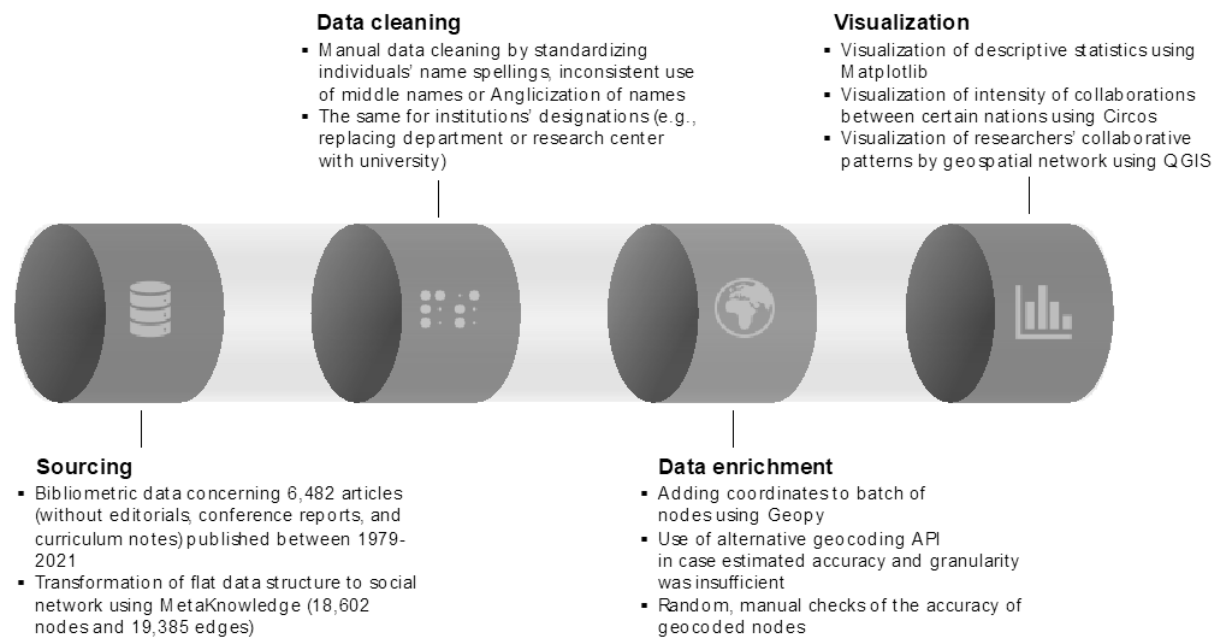 Data cleaning
▪ Manual data cleaning by standardizing
individuals' name spellings, inconsistent use
of middle names or Anglicization of names
▪ The same for institutions' designations (e.g.,
replacing department or research center
with university)
Visualization
▪ Visualization of descriptive statistics using
Matplotlib
▪ Visualization of intensity of collaborations
between certain nations using Circos
▪ Visualization of researchers' collaborative
patterns by geospatial network using QGIS
Sourcing
▪ Bibliometric data concerning 6,482 articles
(without editorials, conference reports, and
curriculum notes) published between 1979-
2021
▪ Transformation of flat data structure to social
network using MetaKnowledge (18,602
nodes and 19,385 edges)
Data enrichment
▪ Adding coordinates to batch of
nodes using Geopy
▪ Use of alternative geocoding API
in case estimated accuracy and granularity
was insufficient
▪ Random, manual checks of the accuracy of
geocoded nodes